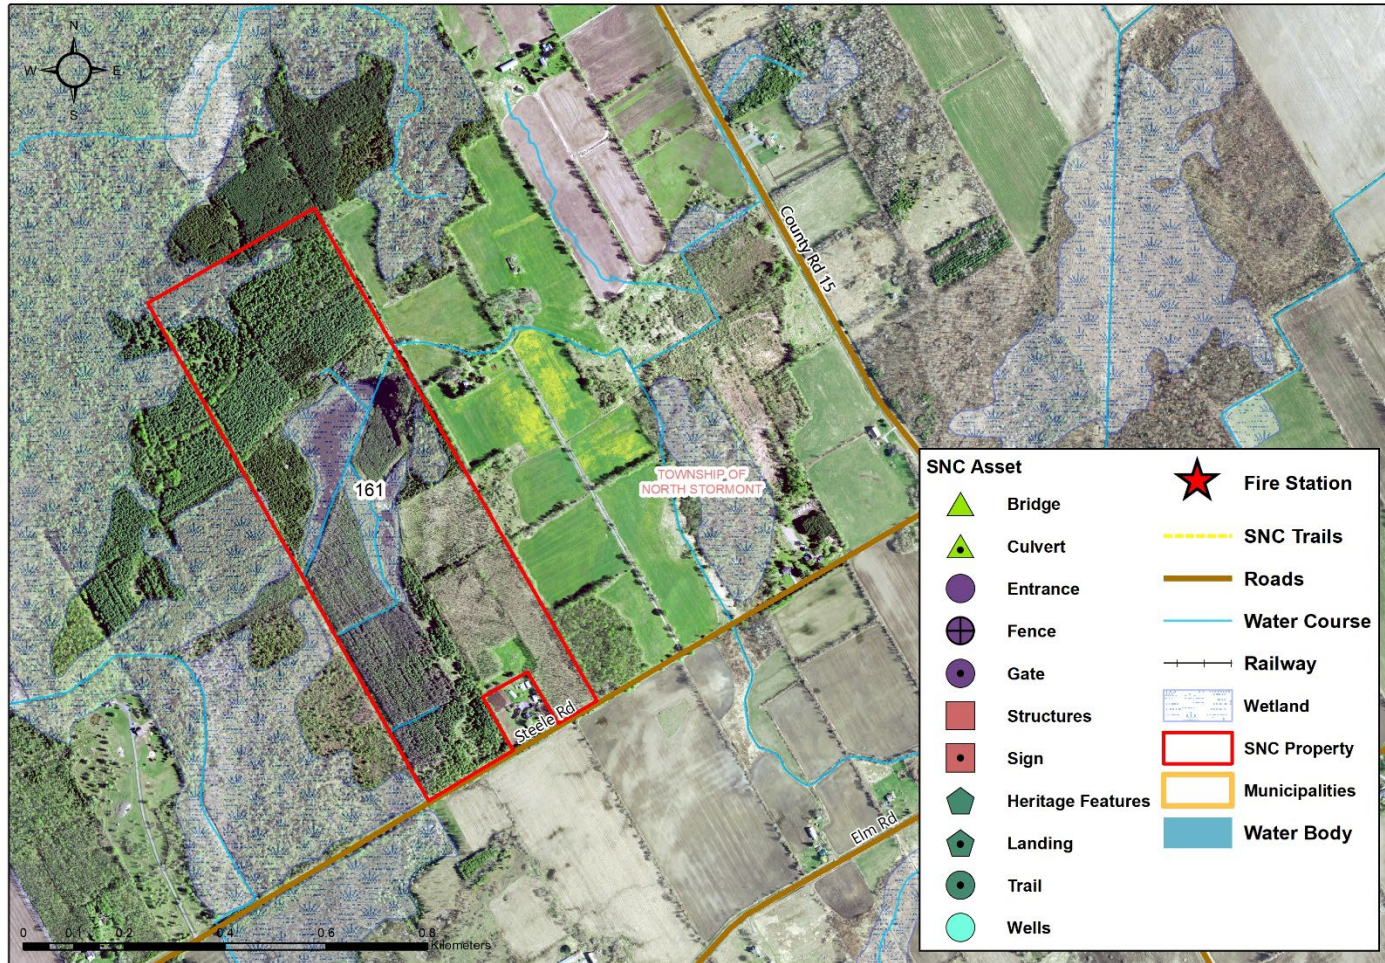 N
W E
S
County Rd 15
161
TOWNSHIP OF
NORTH STORMONT
Steele Rd
Elm Rd
0 0.1 0.2 0.4 0.6 0.8
Kilometers
SNC Asset
Bridge
Culvert
Entrance
Fence
Gate
Structures
Sign
Heritage Features
Landing
Trail
Wells
Fire Station
SNC Trails
Roads
Water Course
Railway
Wetland
SNC Property
Municipalities
Water Body